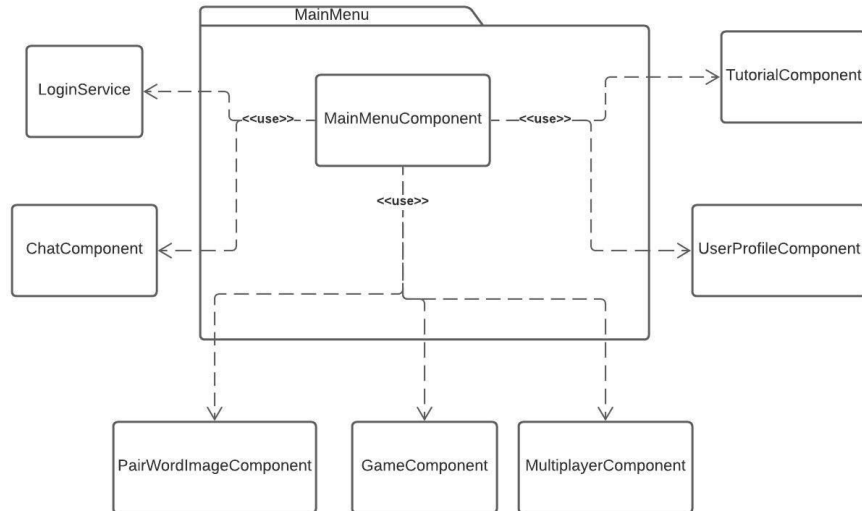 MainMenu
LoginService
MainMenuComponent
TutorialComponent
<<use>>
<<use>>
<<use>>
ChatComponent
UserProfileComponent
PairWordImageComponent
GameComponent
MultiplayerComponent